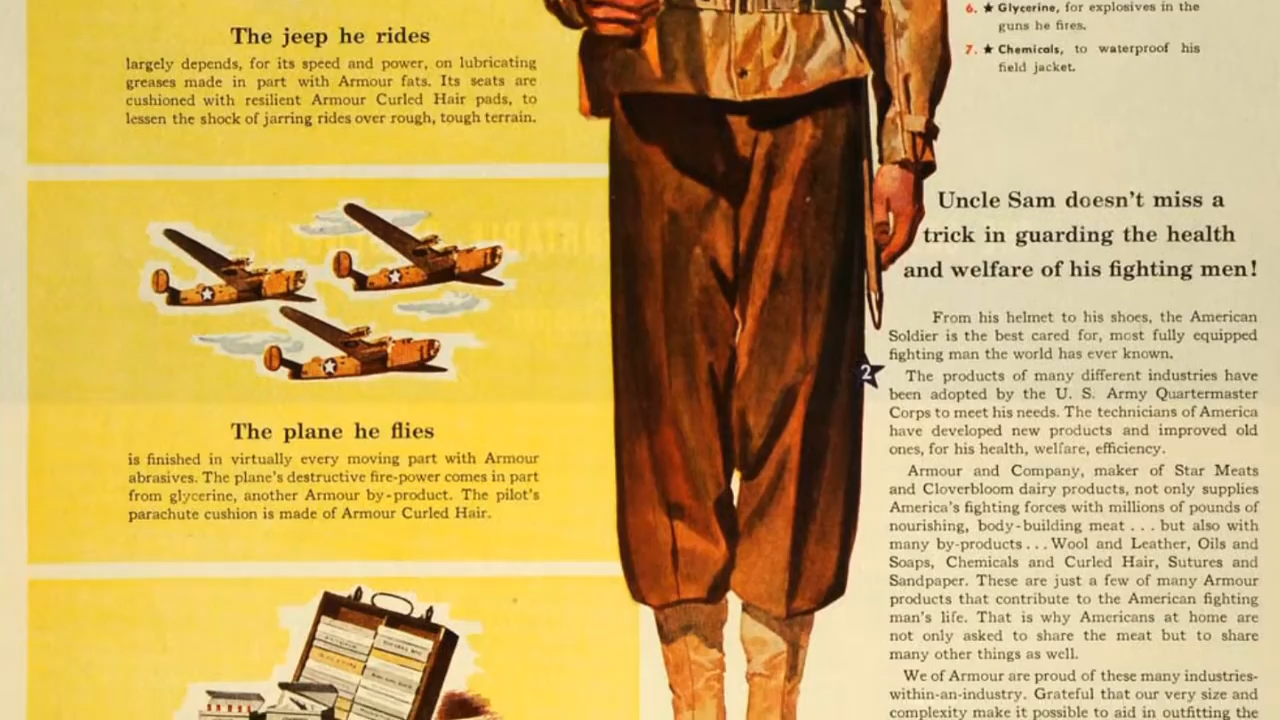 The jeep he rides
largely depends, for its speed and power, on lubricating
greases made in part with Armour fats. Its seats are
cushioned with resilient Armour Curled Hair pads, to
lessen the shock of jarring rides over rough, tough terrain.
The plane he flies
is finished in virtually every moving part with Armour
abrasives. The plane's destructive fire-power comes in part
from glycerine, another Armour by-product. The pilot's
parachute cushion is made of Armour Curled Hair.
2
6. ★ Glycerine, for explosives in the
guns he fires.
7. ★ Chemicals, to waterproof his
field jacket.
Uncle Sam doesn't miss a
trick in guarding the health
and welfare of his fighting men!
From his helmet to his shoes, the American
Soldier is the best cared for, most fully equipped
fighting man the world has ever known.
The products of many different industries have
been adopted by the U. S. Army Quartermaster
Corps to meet his needs. The technicians of America
have developed new products and improved old
ones, for his health, welfare, efficiency.
Armour and Company, maker of Star Meats
and Cloverbloom dairy products, not only supplies
America's fighting forces with millions of pounds of
nourishing, body-building meat . . . but also with
many by-products . . . Wool and Leather, Oils and
Soaps, Chemicals and Curled Hair, Sutures and
Sandpaper. These are just a few of many Armour
products that contribute to the American fighting
man's life. That is why Americans at home are
not only asked to share the meat but to share
many other things as well.
We of Armour are proud of these many industries-
within-an-industry. Grateful that our very size and
complexity make it possible to aid in outfitting the